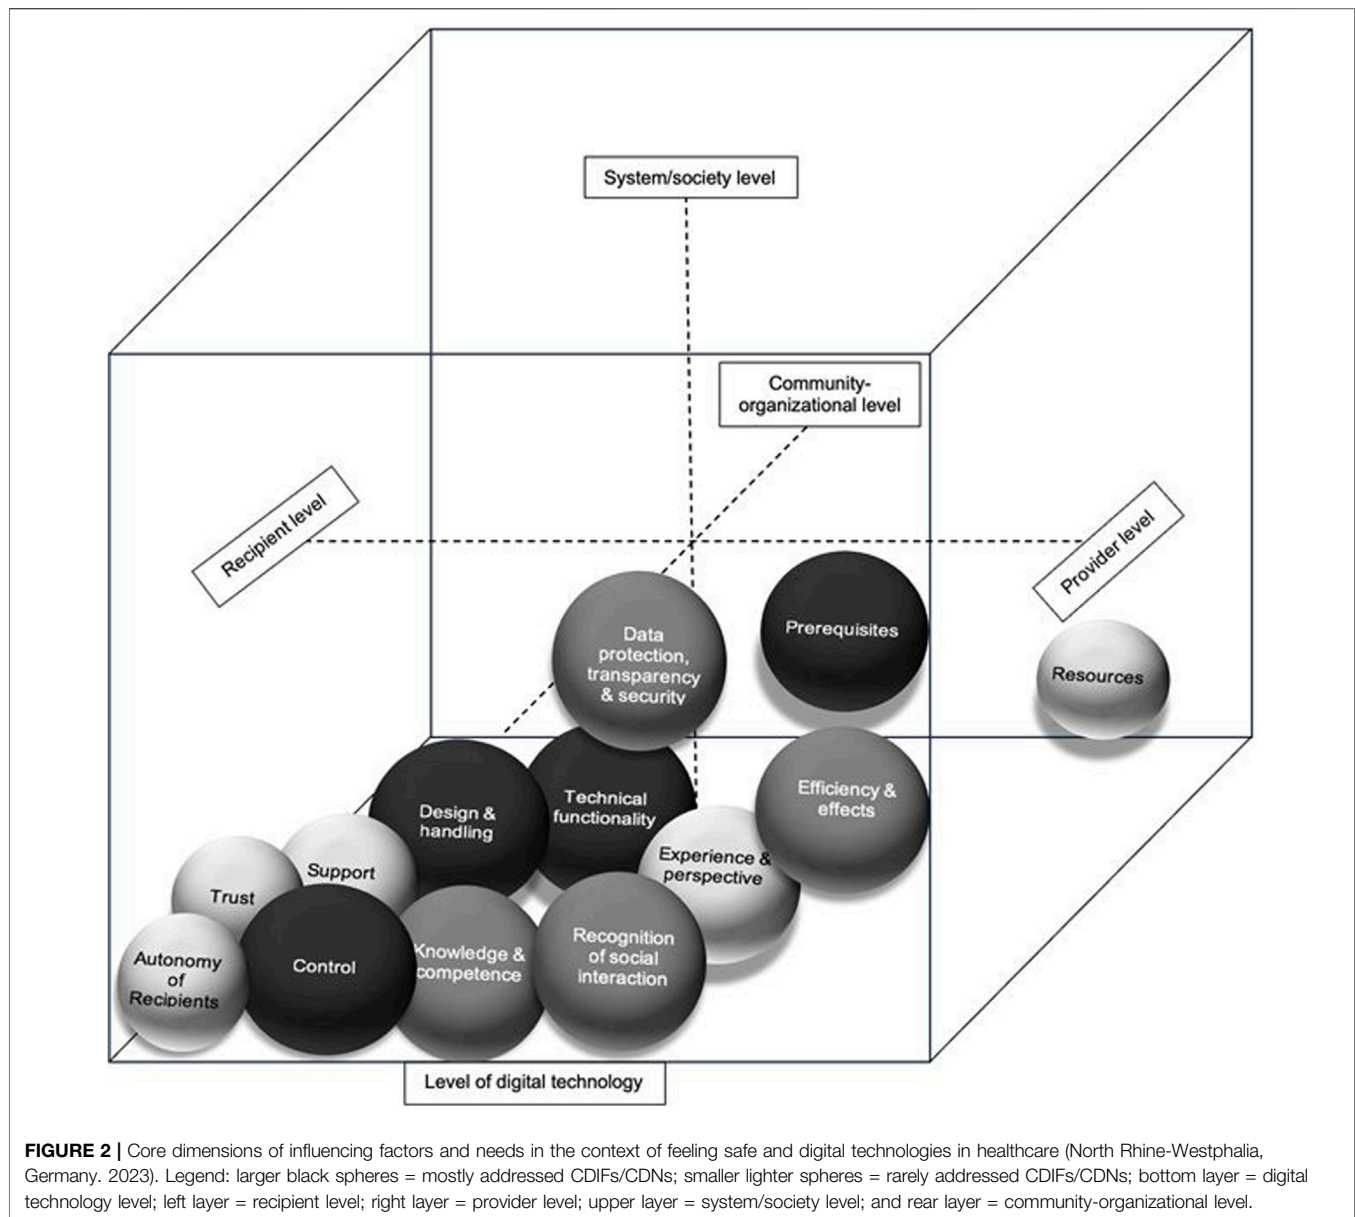 System/society level
Community-
organizational level
Recipient level
Provider level
Data
protection,
transparency
& security
Prerequisites
Resources
Design &
handling
Technical
functionality
Efficiency &
effects
Experience &
perspective
Support
Trust
Autonomy
of
Recipients
Control
Knowledge &
competence
Recognition
of social
interaction
Level of digital technology
FIGURE 2 | Core dimensions of influencing factors and needs in the context of feeling safe and digital technologies in healthcare (North Rhine-Westphalia,
Germany. 2023). Legend: larger black spheres = mostly addressed CDIFs/CDNs; smaller lighter spheres = rarely addressed CDIFs/CDNs; bottom layer = digital
technology level; left layer = recipient level; right layer = provider level; upper layer = system/society level; and rear layer = community-organizational level.